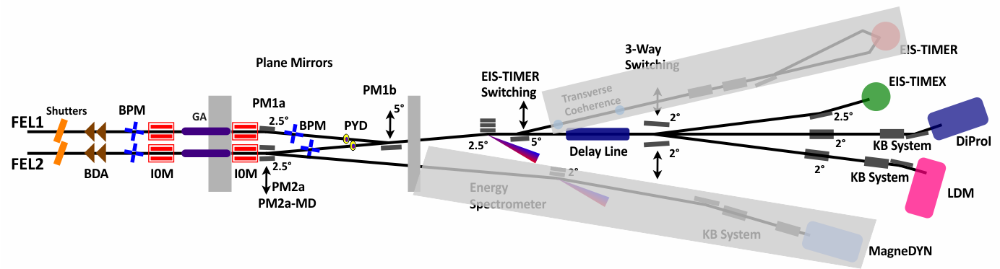 Plane Mirrors
FEL1
FEL2
Shutters
BDA
BPM
I0M
GA
I0M
PM1a
2.5°
2.5°
PM2a
PM2a-MD
BPM
PYD
PM1b
5°
EIS-TIMER
Switching
2.5°
5°
Energy
Spectrometer
2°
Transverse
Coherence
Delay Line
3-Way
Switching
2°
2°
EIS-TIMER
EIS-TIMEX
2.5°
2°
KB System
DiProI
2°
KB System
LDM
KB System
MagneDYN